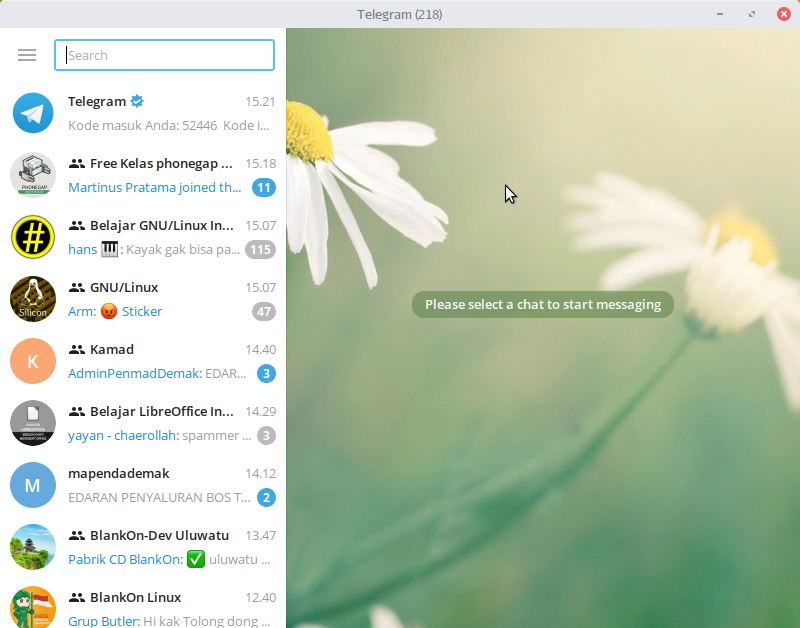 Telegram (218)
Search
Telegram 15.21
Kode masuk Anda: 52446 Kode i...
Free Kelas phonegap ... 15.18
PHONEGAP
Martinus Pratama joined th... 11
Belajar GNU/Linux In... 15.07
#
hans 🎹: Kayak gak bisa pa... 115
GNU/Linux 15.07
Silicon
Arm: 😡 Sticker 47
Kamad 14.40
K
AdminPenmadDemak: EDAR... 3
Belajar LibreOffice In... 14.29
yayan - chaerollah: spammer ... 3
mapendademak 14.12
M
EDARAN PENYALURAN BOS T... 2
BlankOn-Dev Uluwatu 13.47
Pabrik CD BlankOn: ✅ uluwatu ...
BlankOn Linux 12.40
Grup Butler: Hi kak Tolong dong ...
Please select a chat to start messaging